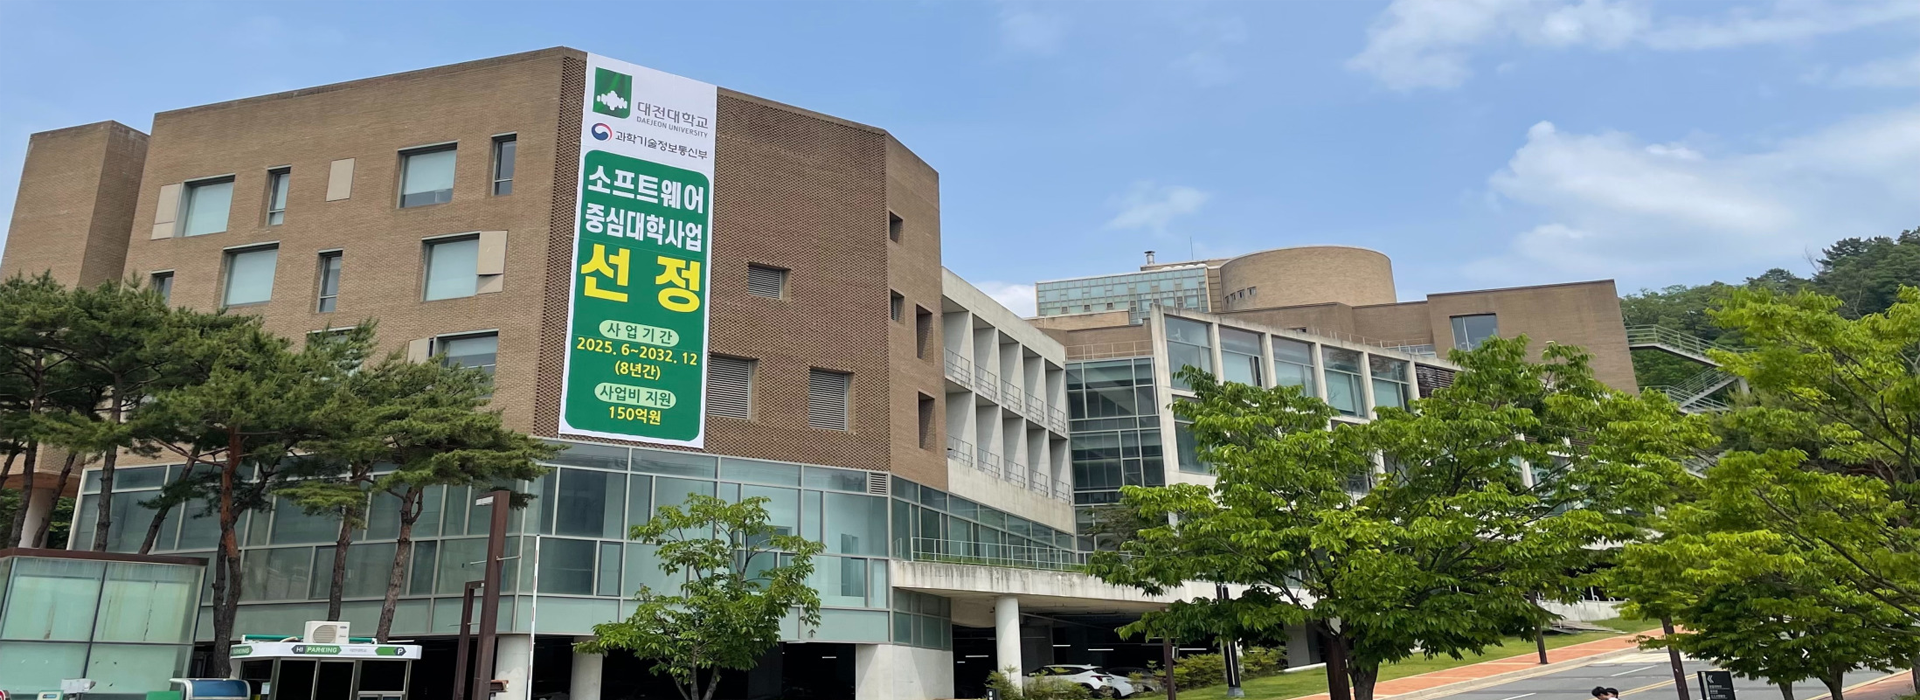 대전대학교
DAEJEON UNIVERSITY
과학기술정보통신부
소프트웨어
중심대학사업
선정
사업기간
2025. 6~2032. 12
(8년간)
사업비 지원
150억원
HI PARKING
P